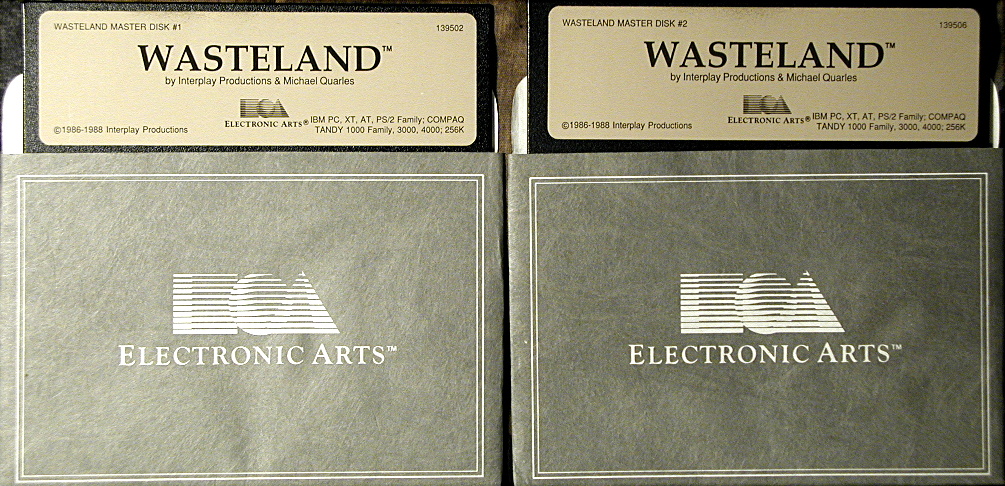 WASTELAND MASTER DISK #1
139502
WASTELAND™
by Interplay Productions & Michael Quarles
ELECTRONIC ARTS®
IBM PC, XT, AT, PS/2 Family; COMPAQ
©1986-1988 Interplay Productions
TANDY 1000 Family, 3000, 4000; 256K
ELECTRONIC ARTS™
WASTELAND MASTER DISK #2
139506
WASTELAND™
by Interplay Productions & Michael Quarles
ELECTRONIC ARTS®
IBM PC, XT, AT, PS/2 Family; COMPAQ
©1986-1988 Interplay Productions
TANDY 1000 Family, 3000, 4000; 256K
ELECTRONIC ARTS™